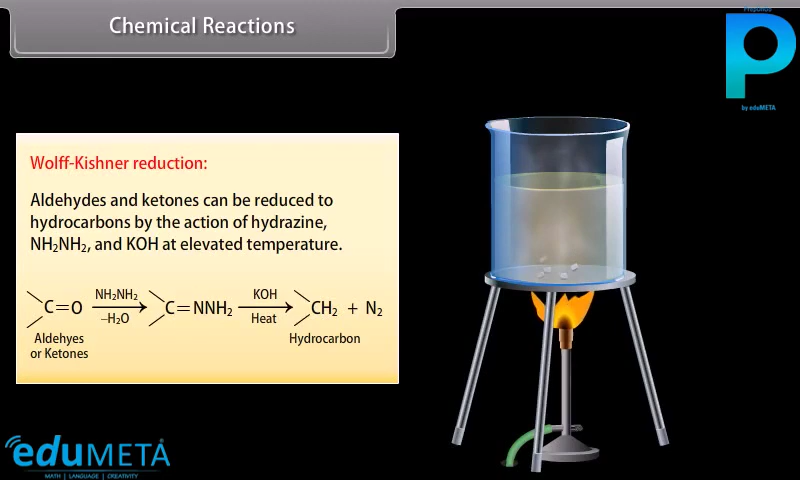 Chemical Reactions
Preponus
P
by eduMETA
Wolff-Kishner reduction:
Aldehydes and ketones can be reduced to
hydrocarbons by the action of hydrazine,
NH₂NH₂, and KOH at elevated temperature.
C=O NH₂NH₂ –H₂O C=NNH₂ KOH Heat CH₂ + N₂
Aldehyes
or Ketones
Hydrocarbon
eduMETA
MATH | LANGUAGE | CREATIVITY